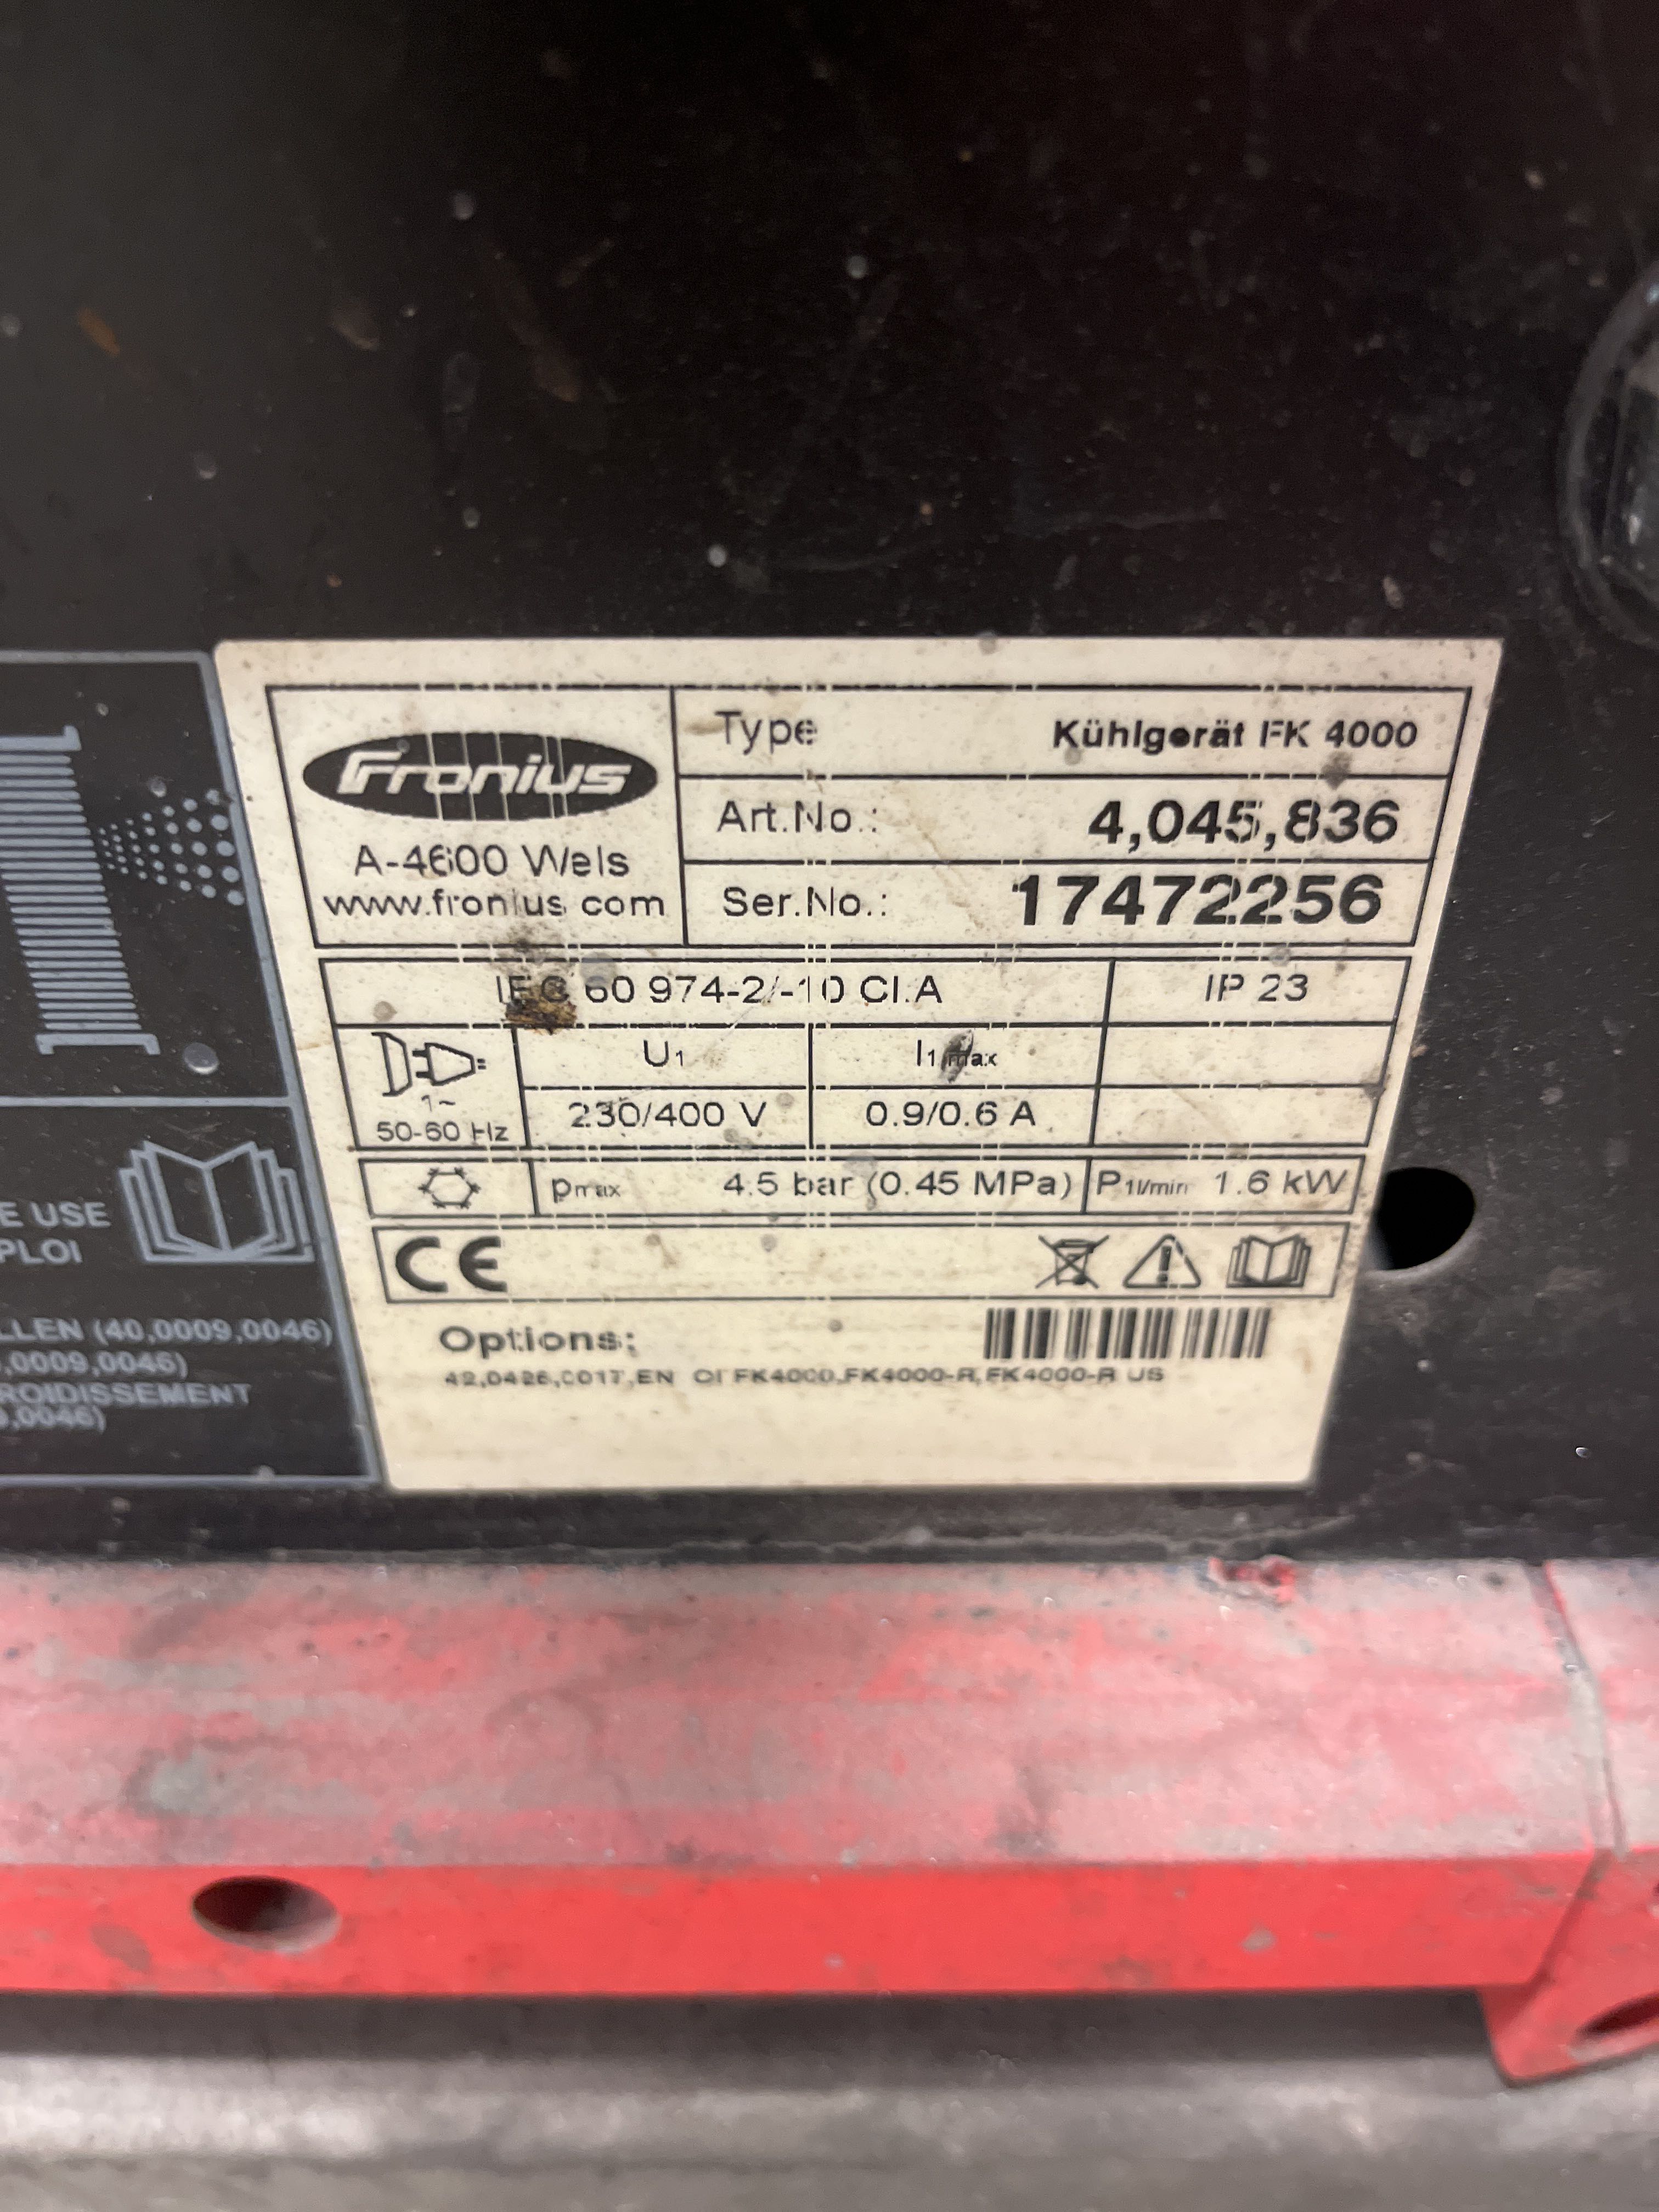 Fronius
A-4600 Wels
www.fronius.com
Type Kühlgerät FK 4000
Art.No.: 4,045,836
Ser.No.: 17472256
IEC 60 974-2/-10 Cl.A IP 23
U1 I1max
1~
50-60 Hz 230/400 V 0.9/0.6 A
pmax 4.5 bar (0.45 MPa) P1l/min 1.6 kW
CE
Options:
42,0426,0017,EN OI FK4000,FK4000-R,FK4000-R US
E USE
PLOI
LLEN (40,0009,0046)
,0009,0046)
ROIDISSEMENT
,0046)